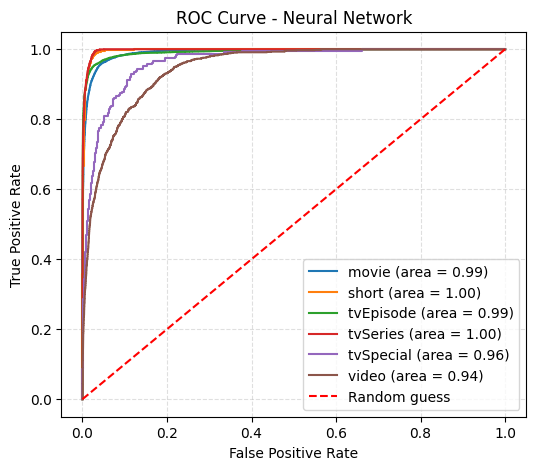 ROC Curve - Neural Network
True Positive Rate
1.0
0.8
0.6
0.4
0.2
0.0
movie (area = 0.99)
short (area = 1.00)
tvEpisode (area = 0.99)
tvSeries (area = 1.00)
tvSpecial (area = 0.96)
video (area = 0.94)
Random guess
0.0 0.2 0.4 0.6 0.8 1.0
False Positive Rate